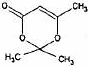 O CH₃
O O
H₃C CH₃